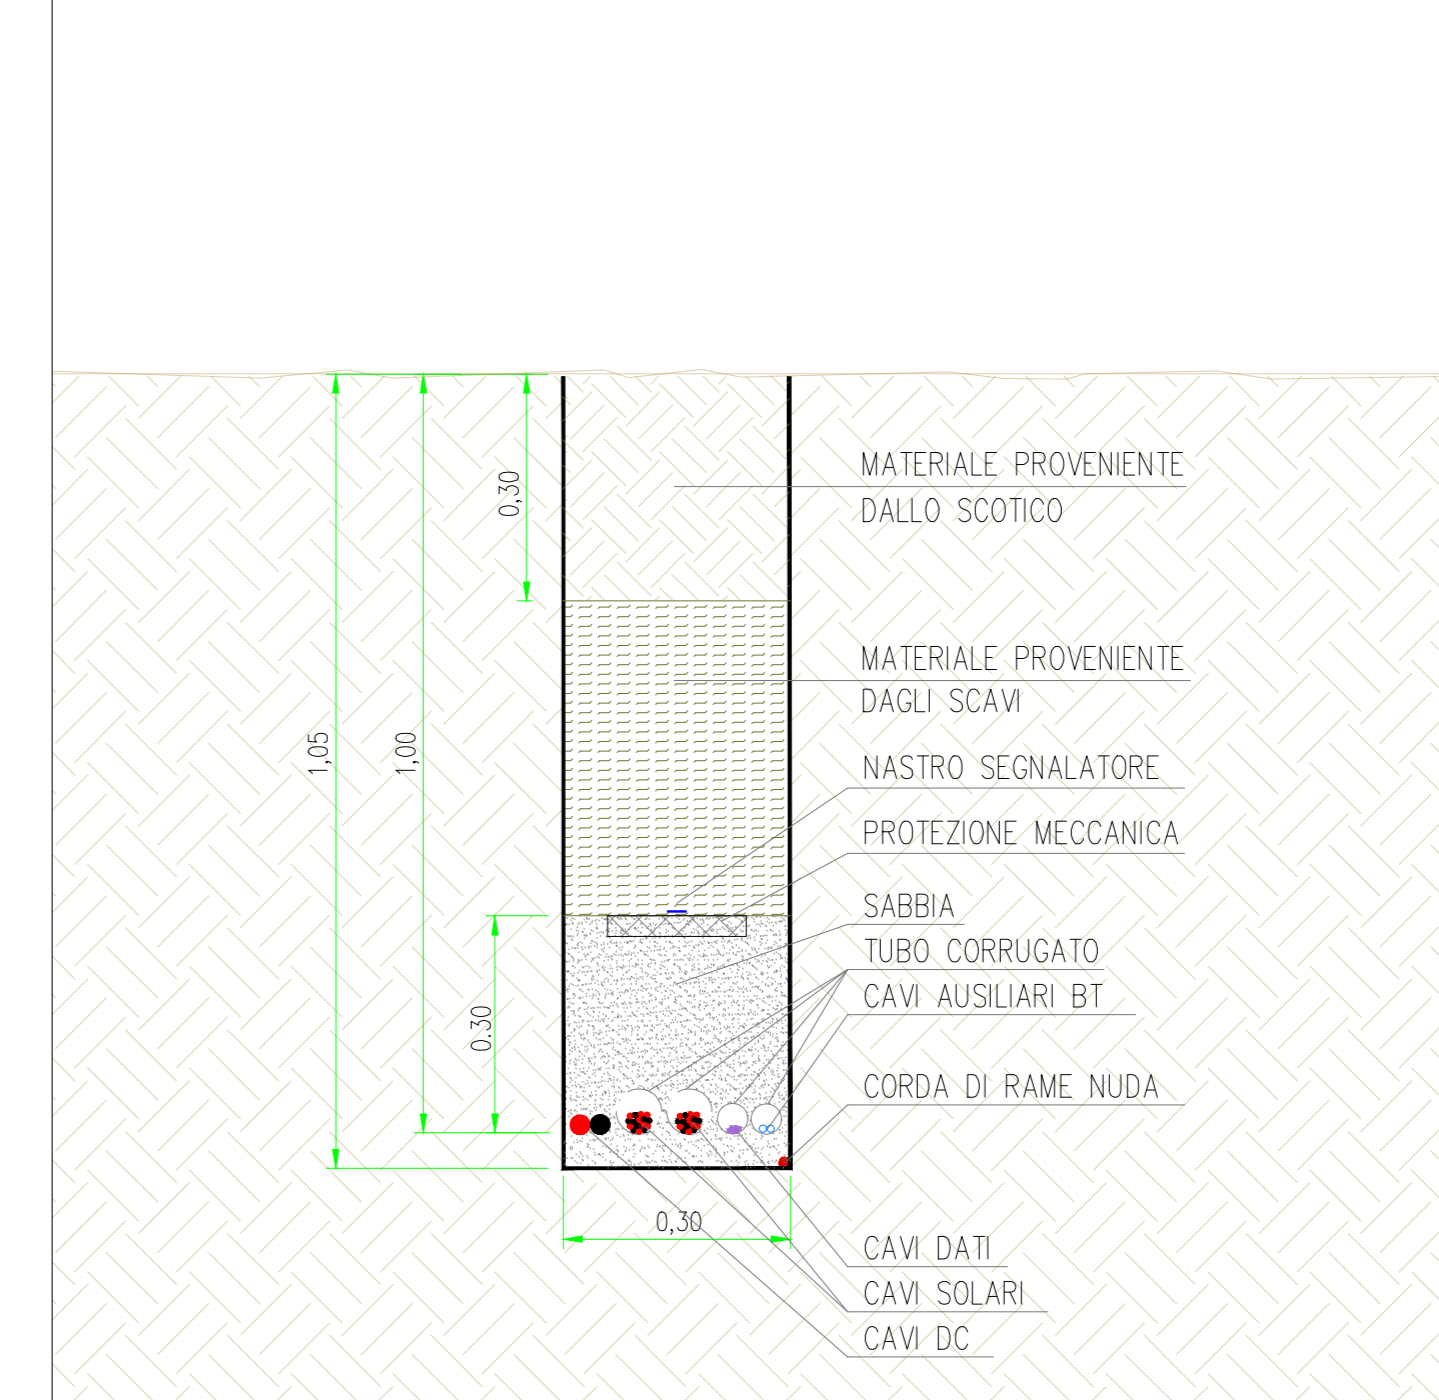 MATERIALE PROVENIENTE
DALLO SCOTICO
0,30
MATERIALE PROVENIENTE
DAGLI SCAVI
1,05
1,00
NASTRO SEGNALATORE
PROTEZIONE MECCANICA
SABBIA
TUBO CORRUGATO
CAVI AUSILIARI BT
0.30
CORDA DI RAME NUDA
0,30
CAVI DATI
CAVI SOLARI
CAVI DC